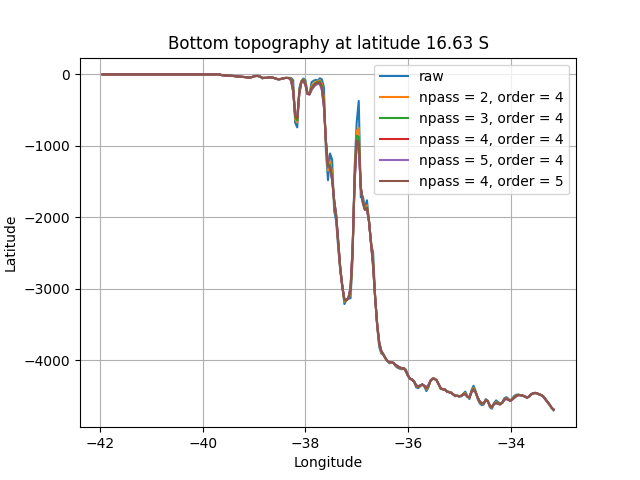 Bottom topography at latitude 16.63 S
0
−1000
−2000
−3000
−4000
Latitude
raw
npass = 2, order = 4
npass = 3, order = 4
npass = 4, order = 4
npass = 5, order = 4
npass = 4, order = 5
−42
−40
−38
−36
−34
Longitude